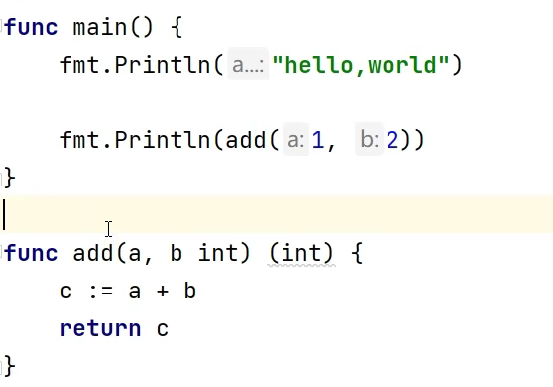 func main() {
    fmt.Println( a...: "hello,world")

    fmt.Println(add( a: 1,  b: 2))
}

func add(a, b int) (int) {
    c := a + b
    return c
}